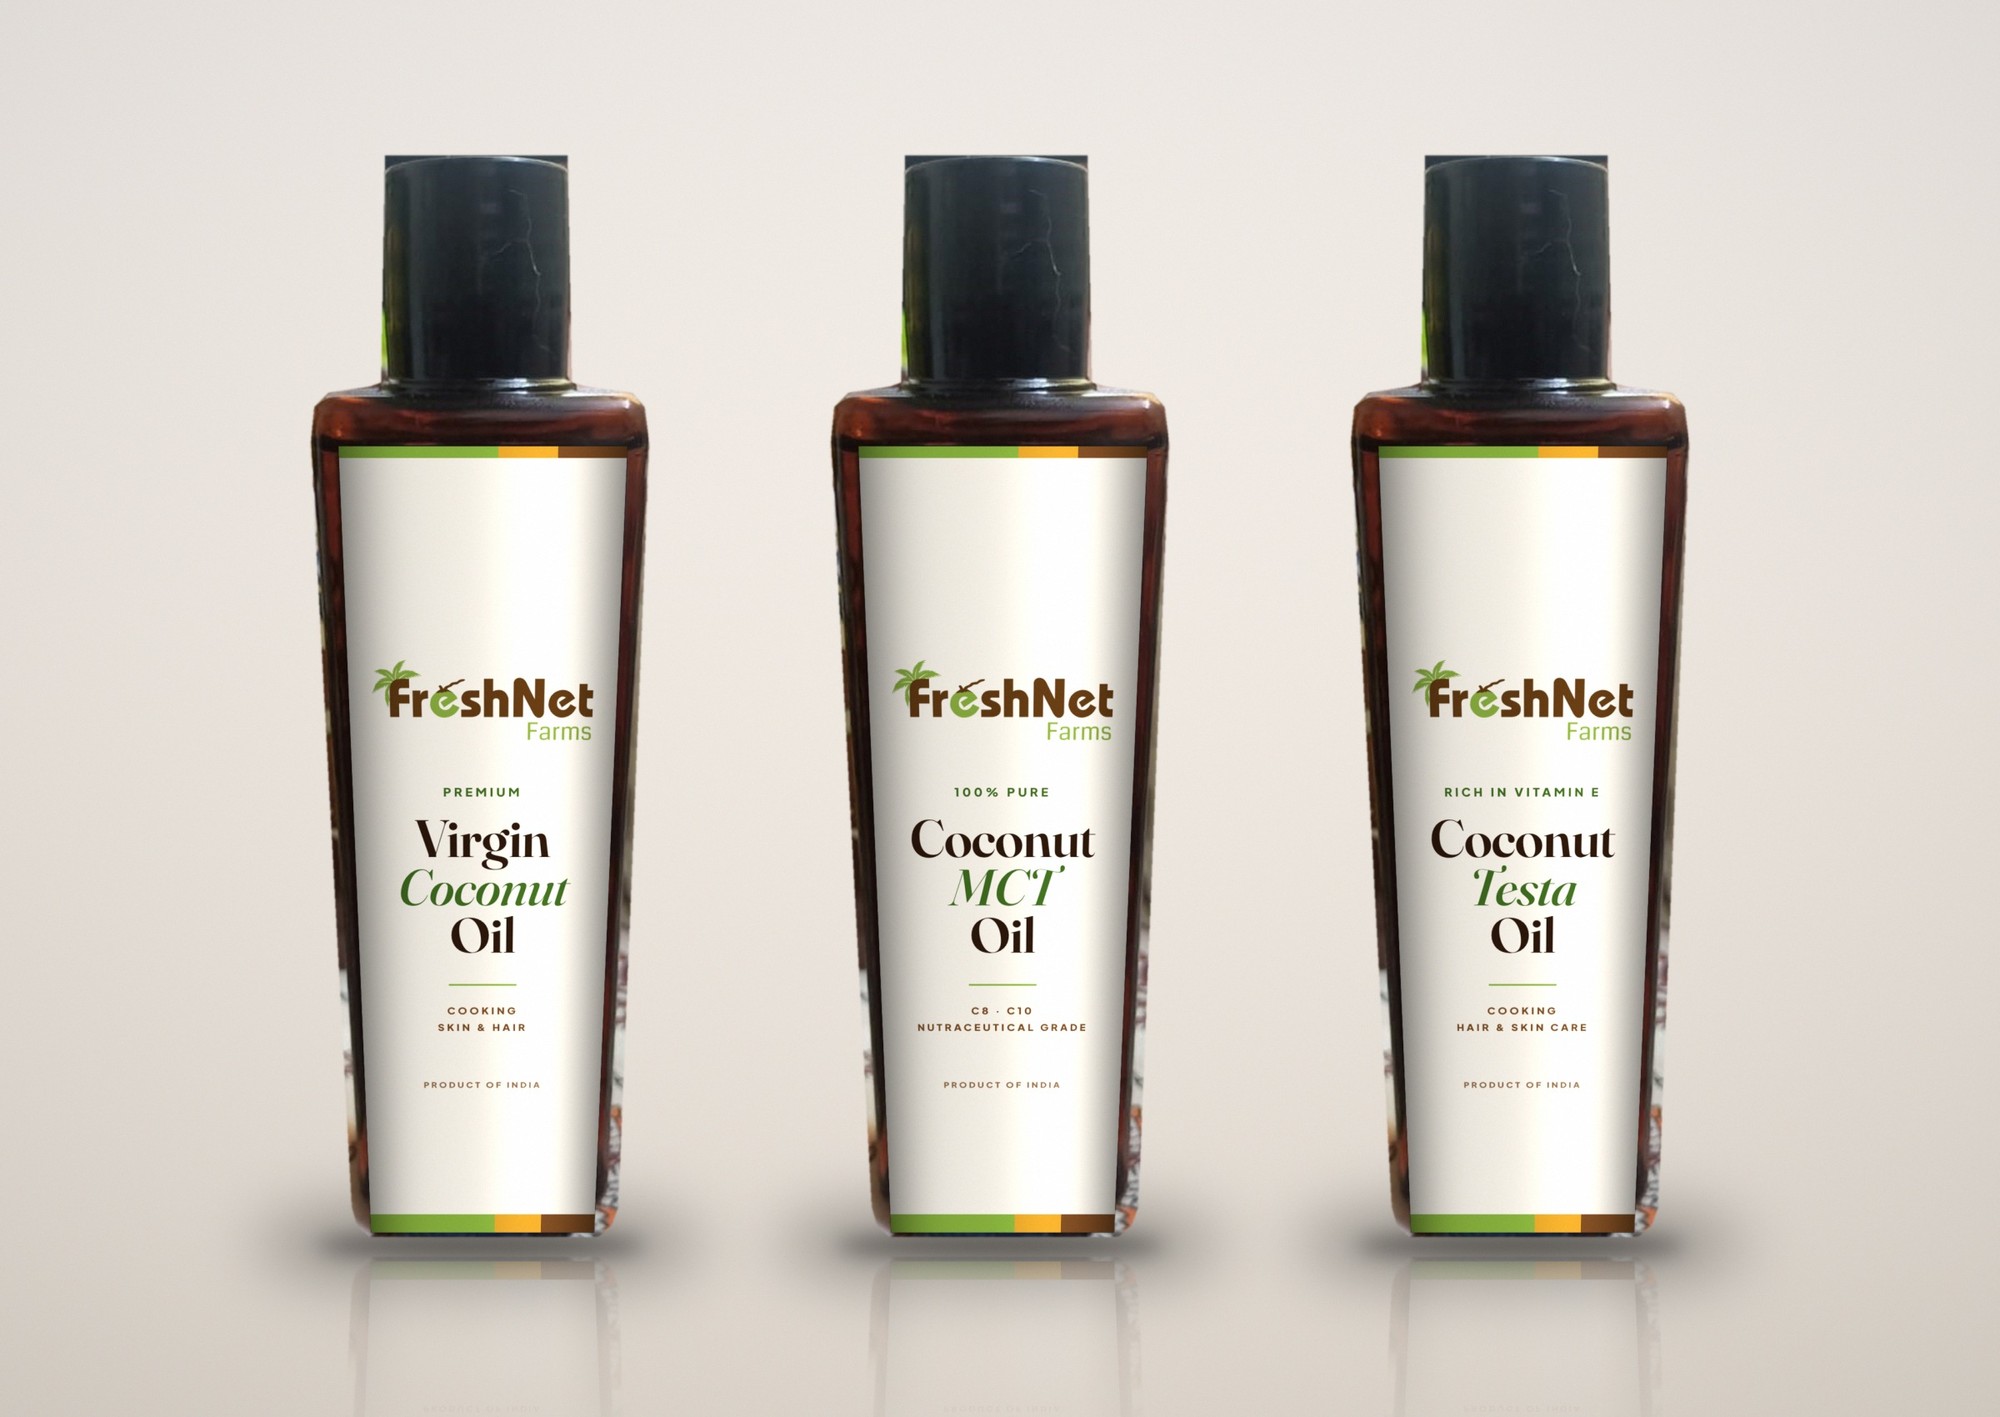 FreshNet
Farms
PREMIUM
Virgin
Coconut
Oil
COOKING
SKIN & HAIR
PRODUCT OF INDIA
FreshNet
Farms
100% PURE
Coconut
MCT
Oil
C8 · C10
NUTRACEUTICAL GRADE
PRODUCT OF INDIA
FreshNet
Farms
RICH IN VITAMIN E
Coconut
Testa
Oil
COOKING
HAIR & SKIN CARE
PRODUCT OF INDIA